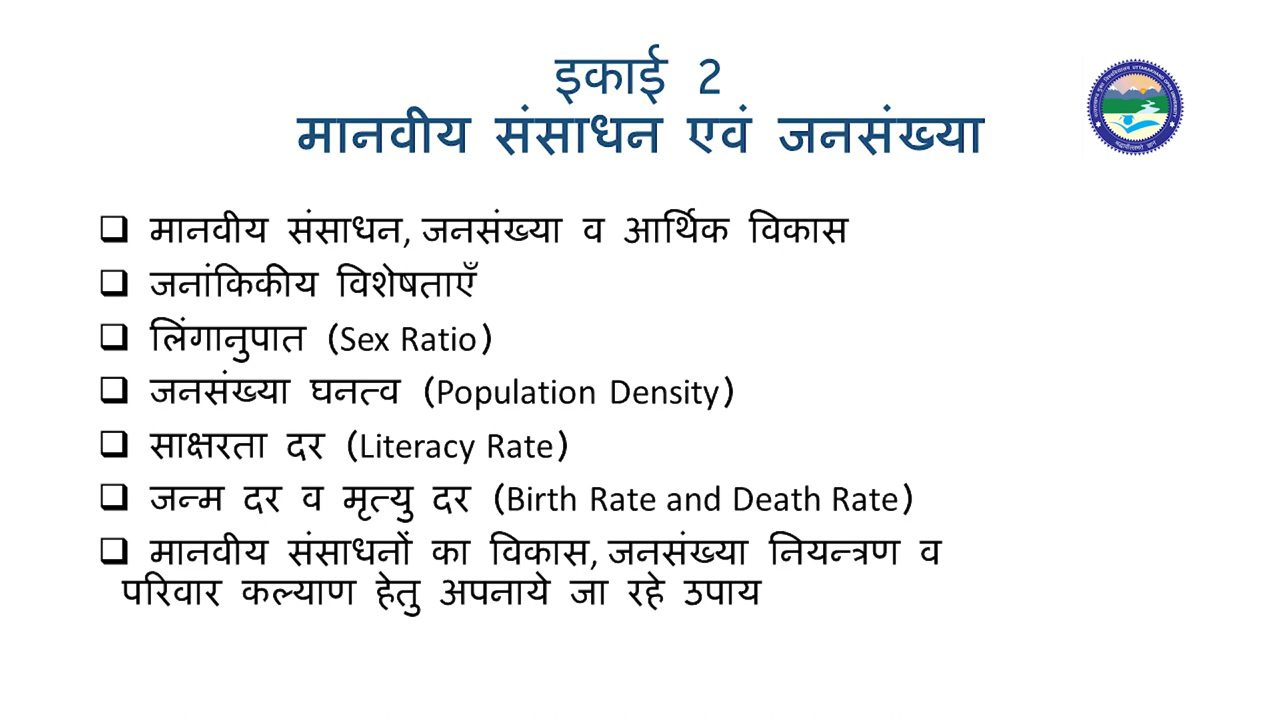 इकाई 2
मानवीय संसाधन एवं जनसंख्या
मानवीय संसाधन, जनसंख्या व आर्थिक विकास
जनांकिकीय विशेषताएँ
लिंगानुपात (Sex Ratio)
जनसंख्या घनत्व (Population Density)
साक्षरता दर (Literacy Rate)
जन्म दर व मृत्यु दर (Birth Rate and Death Rate)
मानवीय संसाधनों का विकास, जनसंख्या नियन्त्रण व
परिवार कल्याण हेतु अपनाये जा रहे उपाय